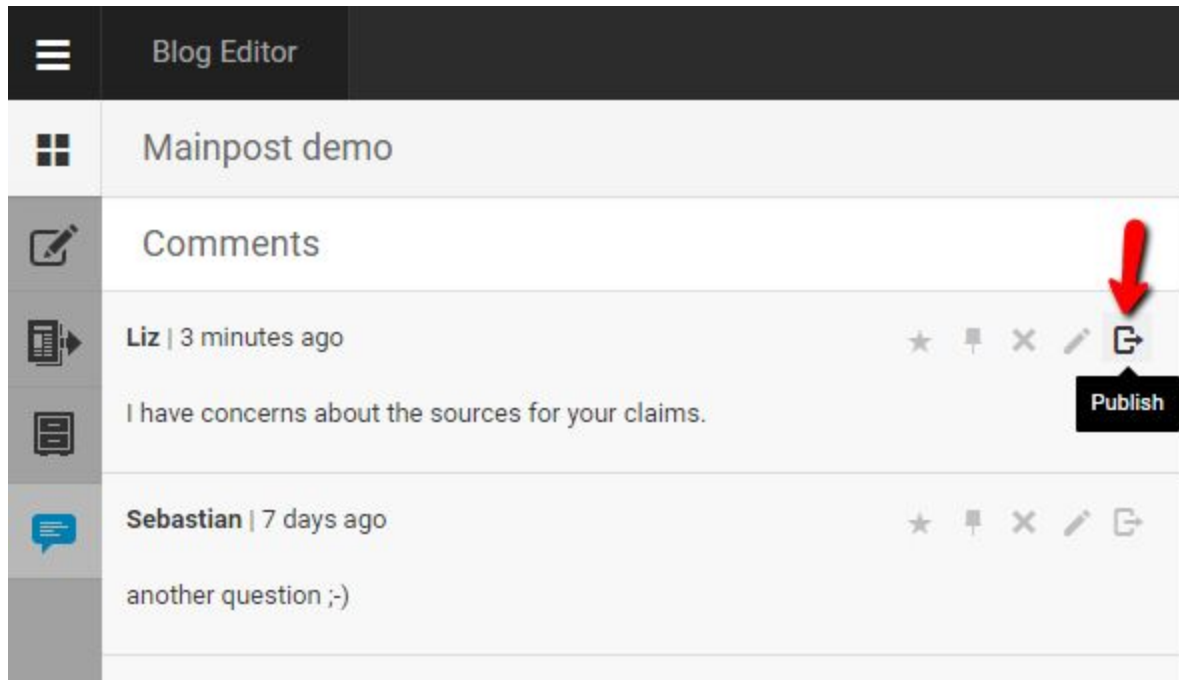 Blog Editor
Mainpost demo
Comments
Liz | 3 minutes ago
Publish
I have concerns about the sources for your claims.
Sebastian | 7 days ago
another question ;-)